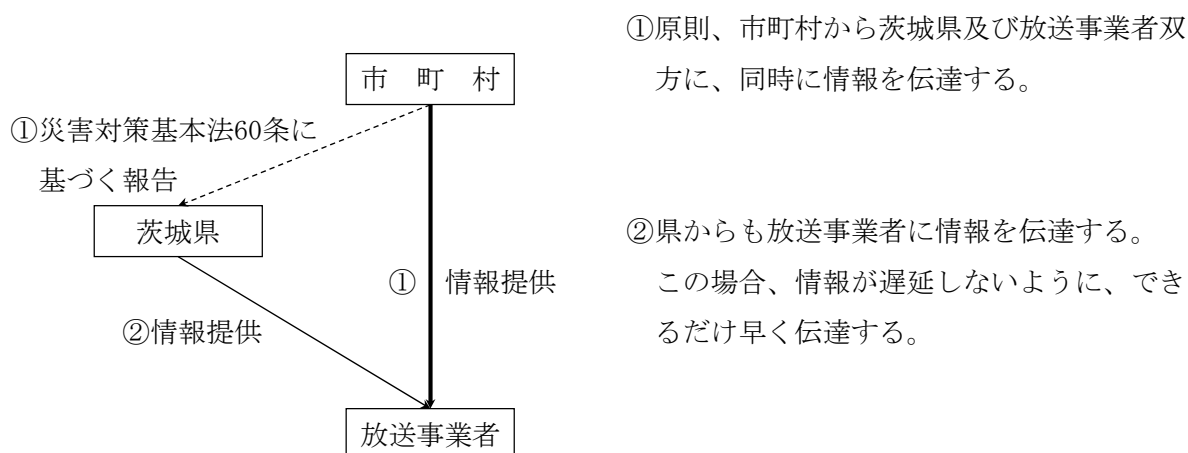 市　町　村
①災害対策基本法60条に
基づく報告
茨城県
①　情報提供
②情報提供
放送事業者
①原則、市町村から茨城県及び放送事業者双
方に、同時に情報を伝達する。
②県からも放送事業者に情報を伝達する。
この場合、情報が遅延しないように、でき
るだけ早く伝達する。